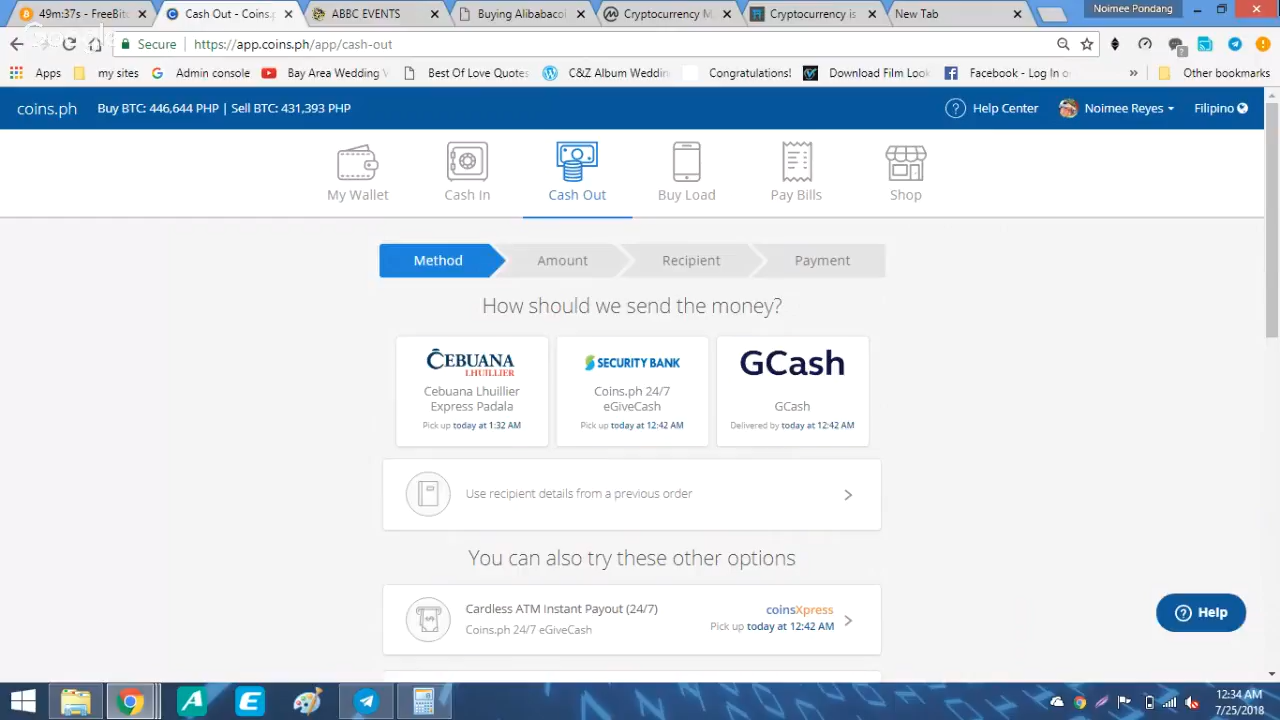 49m:37s - FreeBitc
Cash Out - Coins.p
ABBC EVENTS
Buying Alibabacoi
Cryptocurrency M
Cryptocurrency is
New Tab
Noimee Pondang
Secure
https://app.coins.ph/app/cash-out
Apps
my sites
Admin console
Bay Area Wedding V
Best Of Love Quotes
C&Z Album Weddin
Congratulations!
Download Film Look
Facebook - Log In o
»
Other bookmarks
coins.ph
Buy BTC: 446,644 PHP | Sell BTC: 431,393 PHP
? Help Center
Noimee Reyes
Filipino
My Wallet
Cash In
Cash Out
Buy Load
Pay Bills
Shop
Method
Amount
Recipient
Payment
How should we send the money?
CEBUANA
LHUILLIER
Cebuana Lhuillier
Express Padala
Pick up today at 1:32 AM
SECURITY BANK
Coins.ph 24/7
eGiveCash
Pick up today at 12:42 AM
GCash
GCash
Delivered by today at 12:42 AM
Use recipient details from a previous order
You can also try these other options
Cardless ATM Instant Payout (24/7)
Coins.ph 24/7 eGiveCash
coinsXpress
Pick up today at 12:42 AM
? Help
12:34 AM
7/25/2018